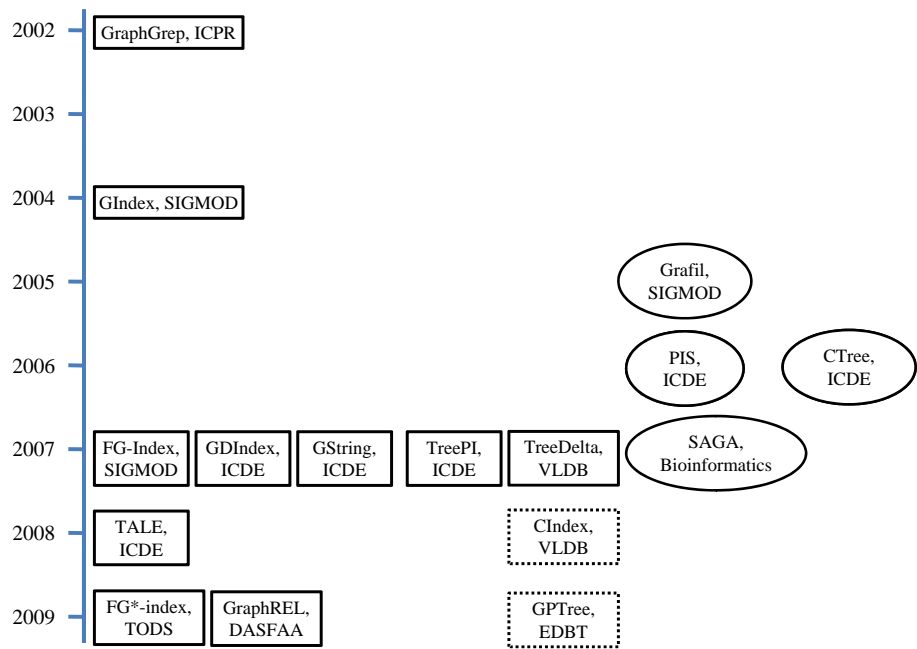 2002
GraphGrep, ICPR
2003
2004
GIndex, SIGMOD
2005
Grafil,
SIGMOD
2006
PIS,
ICDE
CTree,
ICDE
2007
FG-Index,
SIGMOD
GDIndex,
ICDE
GString,
ICDE
TreePI,
ICDE
TreeDelta,
VLDB
SAGA,
Bioinformatics
2008
TALE,
ICDE
CIndex,
VLDB
2009
FG*-index,
TODS
GraphREL,
DASFAA
GPTree,
EDBT